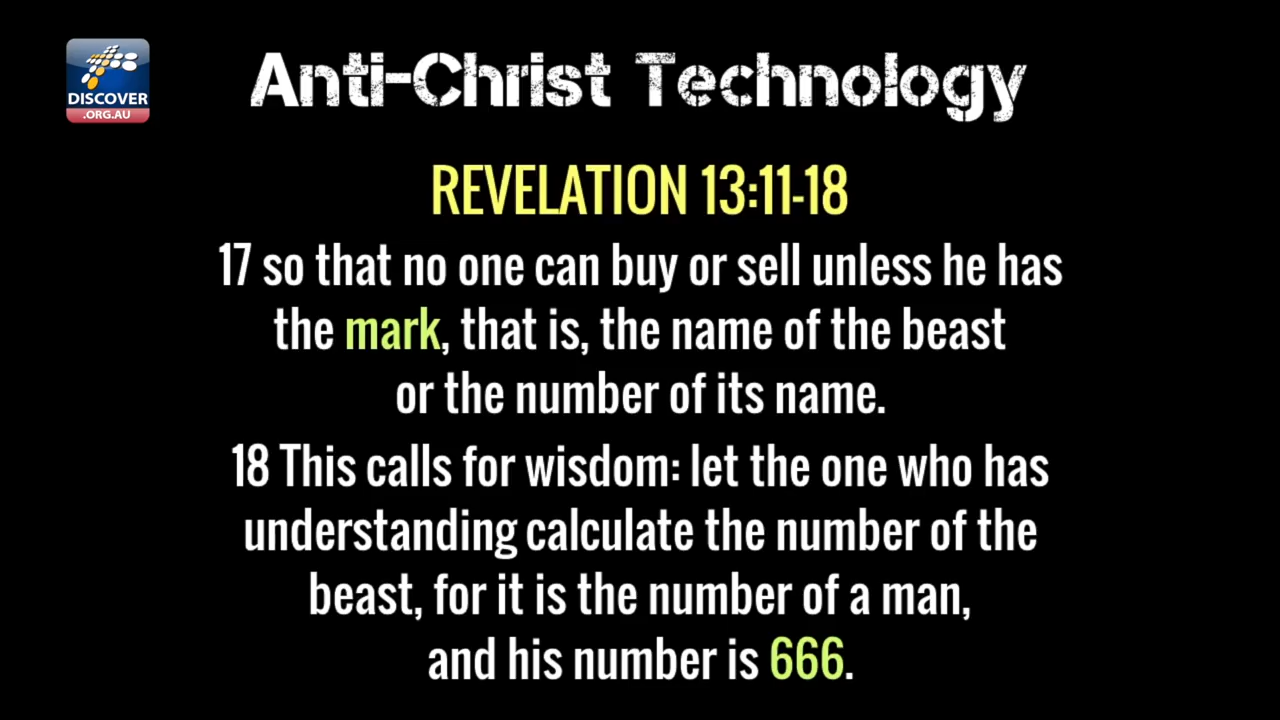 DISCOVER
.ORG.AU
Anti-Christ Technology
REVELATION 13:11-18
17 so that no one can buy or sell unless he has
the mark, that is, the name of the beast
or the number of its name.
18 This calls for wisdom: let the one who has
understanding calculate the number of the
beast, for it is the number of a man,
and his number is 666.